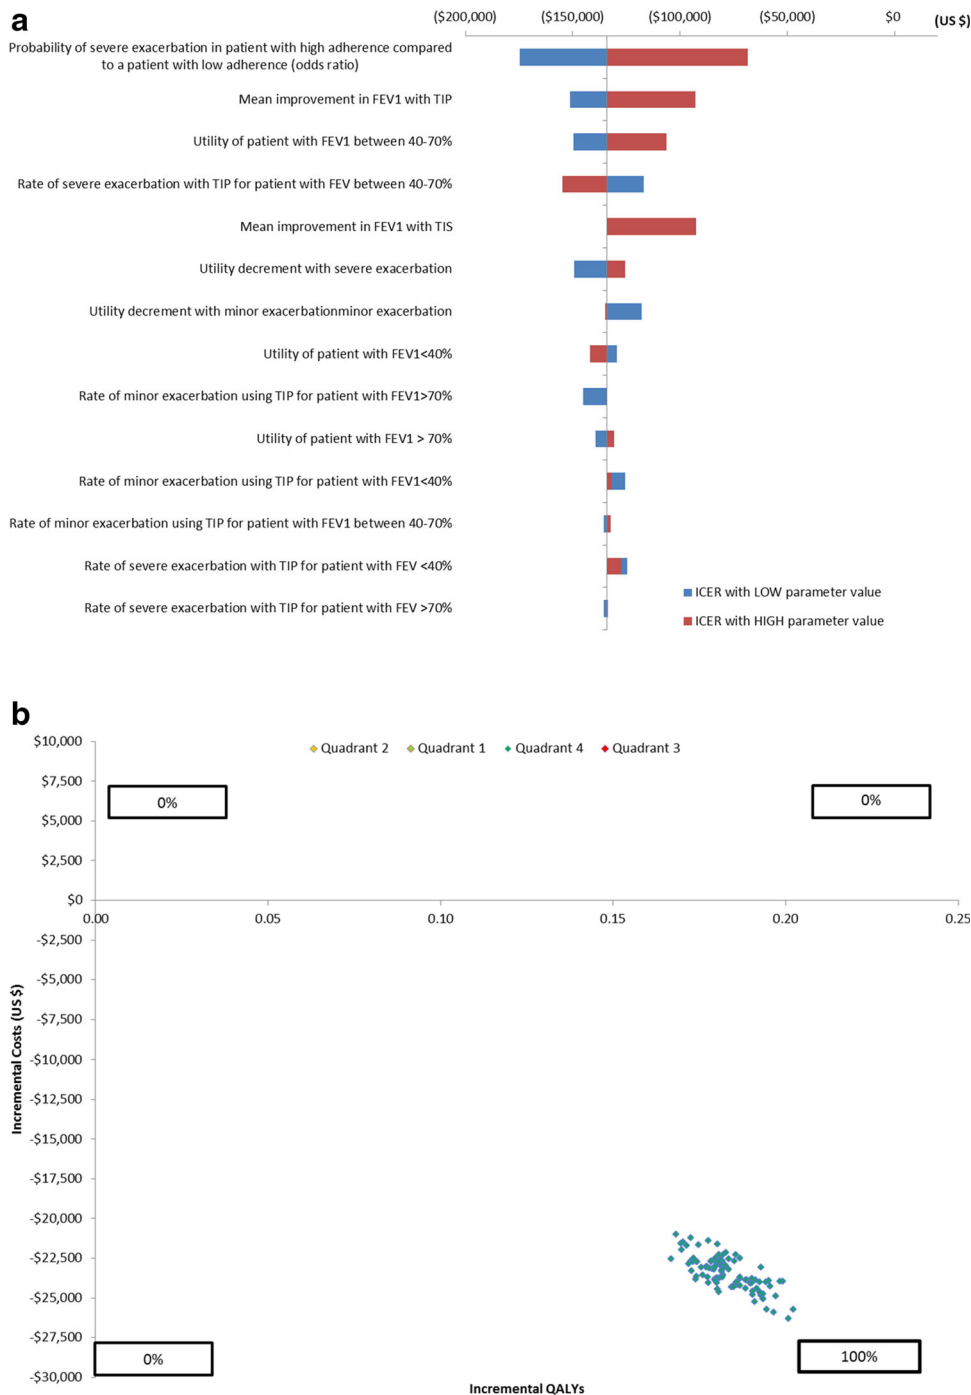 a
($200,000) ($150,000) ($100,000) ($50,000) $0 (US $)
Probability of severe exacerbation in patient with high adherence compared
to a patient with low adherence (odds ratio)
Mean improvement in FEV1 with TIP
Utility of patient with FEV1 between 40-70%
Rate of severe exacerbation with TIP for patient with FEV between 40-70%
Mean improvement in FEV1 with TIS
Utility decrement with severe exacerbation
Utility decrement with minor exacerbationminor exacerbation
Utility of patient with FEV1<40%
Rate of minor exacerbation using TIP for patient with FEV1>70%
Utility of patient with FEV1 > 70%
Rate of minor exacerbation using TIP for patient with FEV1<40%
Rate of minor exacerbation using TIP for patient with FEV1 between 40-70%
Rate of severe exacerbation with TIP for patient with FEV <40%
Rate of severe exacerbation with TIP for patient with FEV >70%
ICER with LOW parameter value
ICER with HIGH parameter value
b
$10,000
Quadrant 2 Quadrant 1 Quadrant 4 Quadrant 3
$7,500
0% 0%
$5,000
$2,500
$0
0.00 0.05 0.10 0.15 0.20 0.25
-$2,500
-$5,000
-$7,500
-$10,000
-$12,500
-$15,000
-$17,500
-$20,000
-$22,500
-$25,000
-$27,500
0% 100%
-$30,000
Incremental Costs (US $)
Incremental QALYs